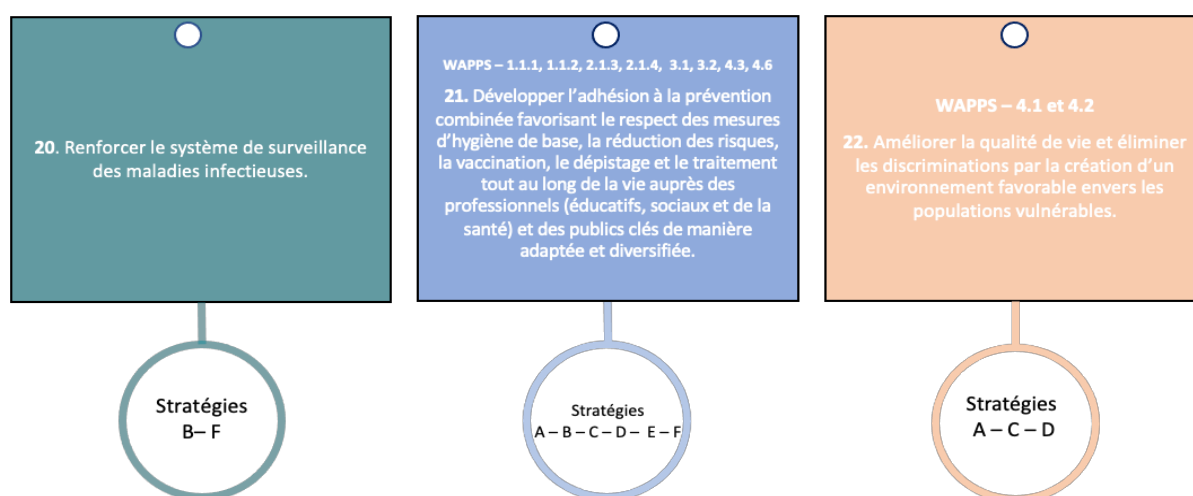 20. Renforcer le système de surveillance
des maladies infectieuses.
WAPPS – 1.1.1, 1.1.2, 2.1.3, 2.1.4, 3.1, 3.2, 4.3, 4.6
21. Développer l'adhésion à la prévention
combinée favorisant le respect des mesures
d'hygiène de base, la réduction des risques,
la vaccination, le dépistage et le traitement
tout au long de la vie auprès des
professionnels (éducatifs, sociaux et de la
santé) et des publics clés de manière
adaptée et diversifiée.
WAPPS – 4.1 et 4.2
22. Améliorer la qualité de vie et éliminer
les discriminations par la création d'un
environnement favorable envers les
populations vulnérables.
Stratégies
B– F
Stratégies
A – B – C – D – E – F
Stratégies
A – C – D